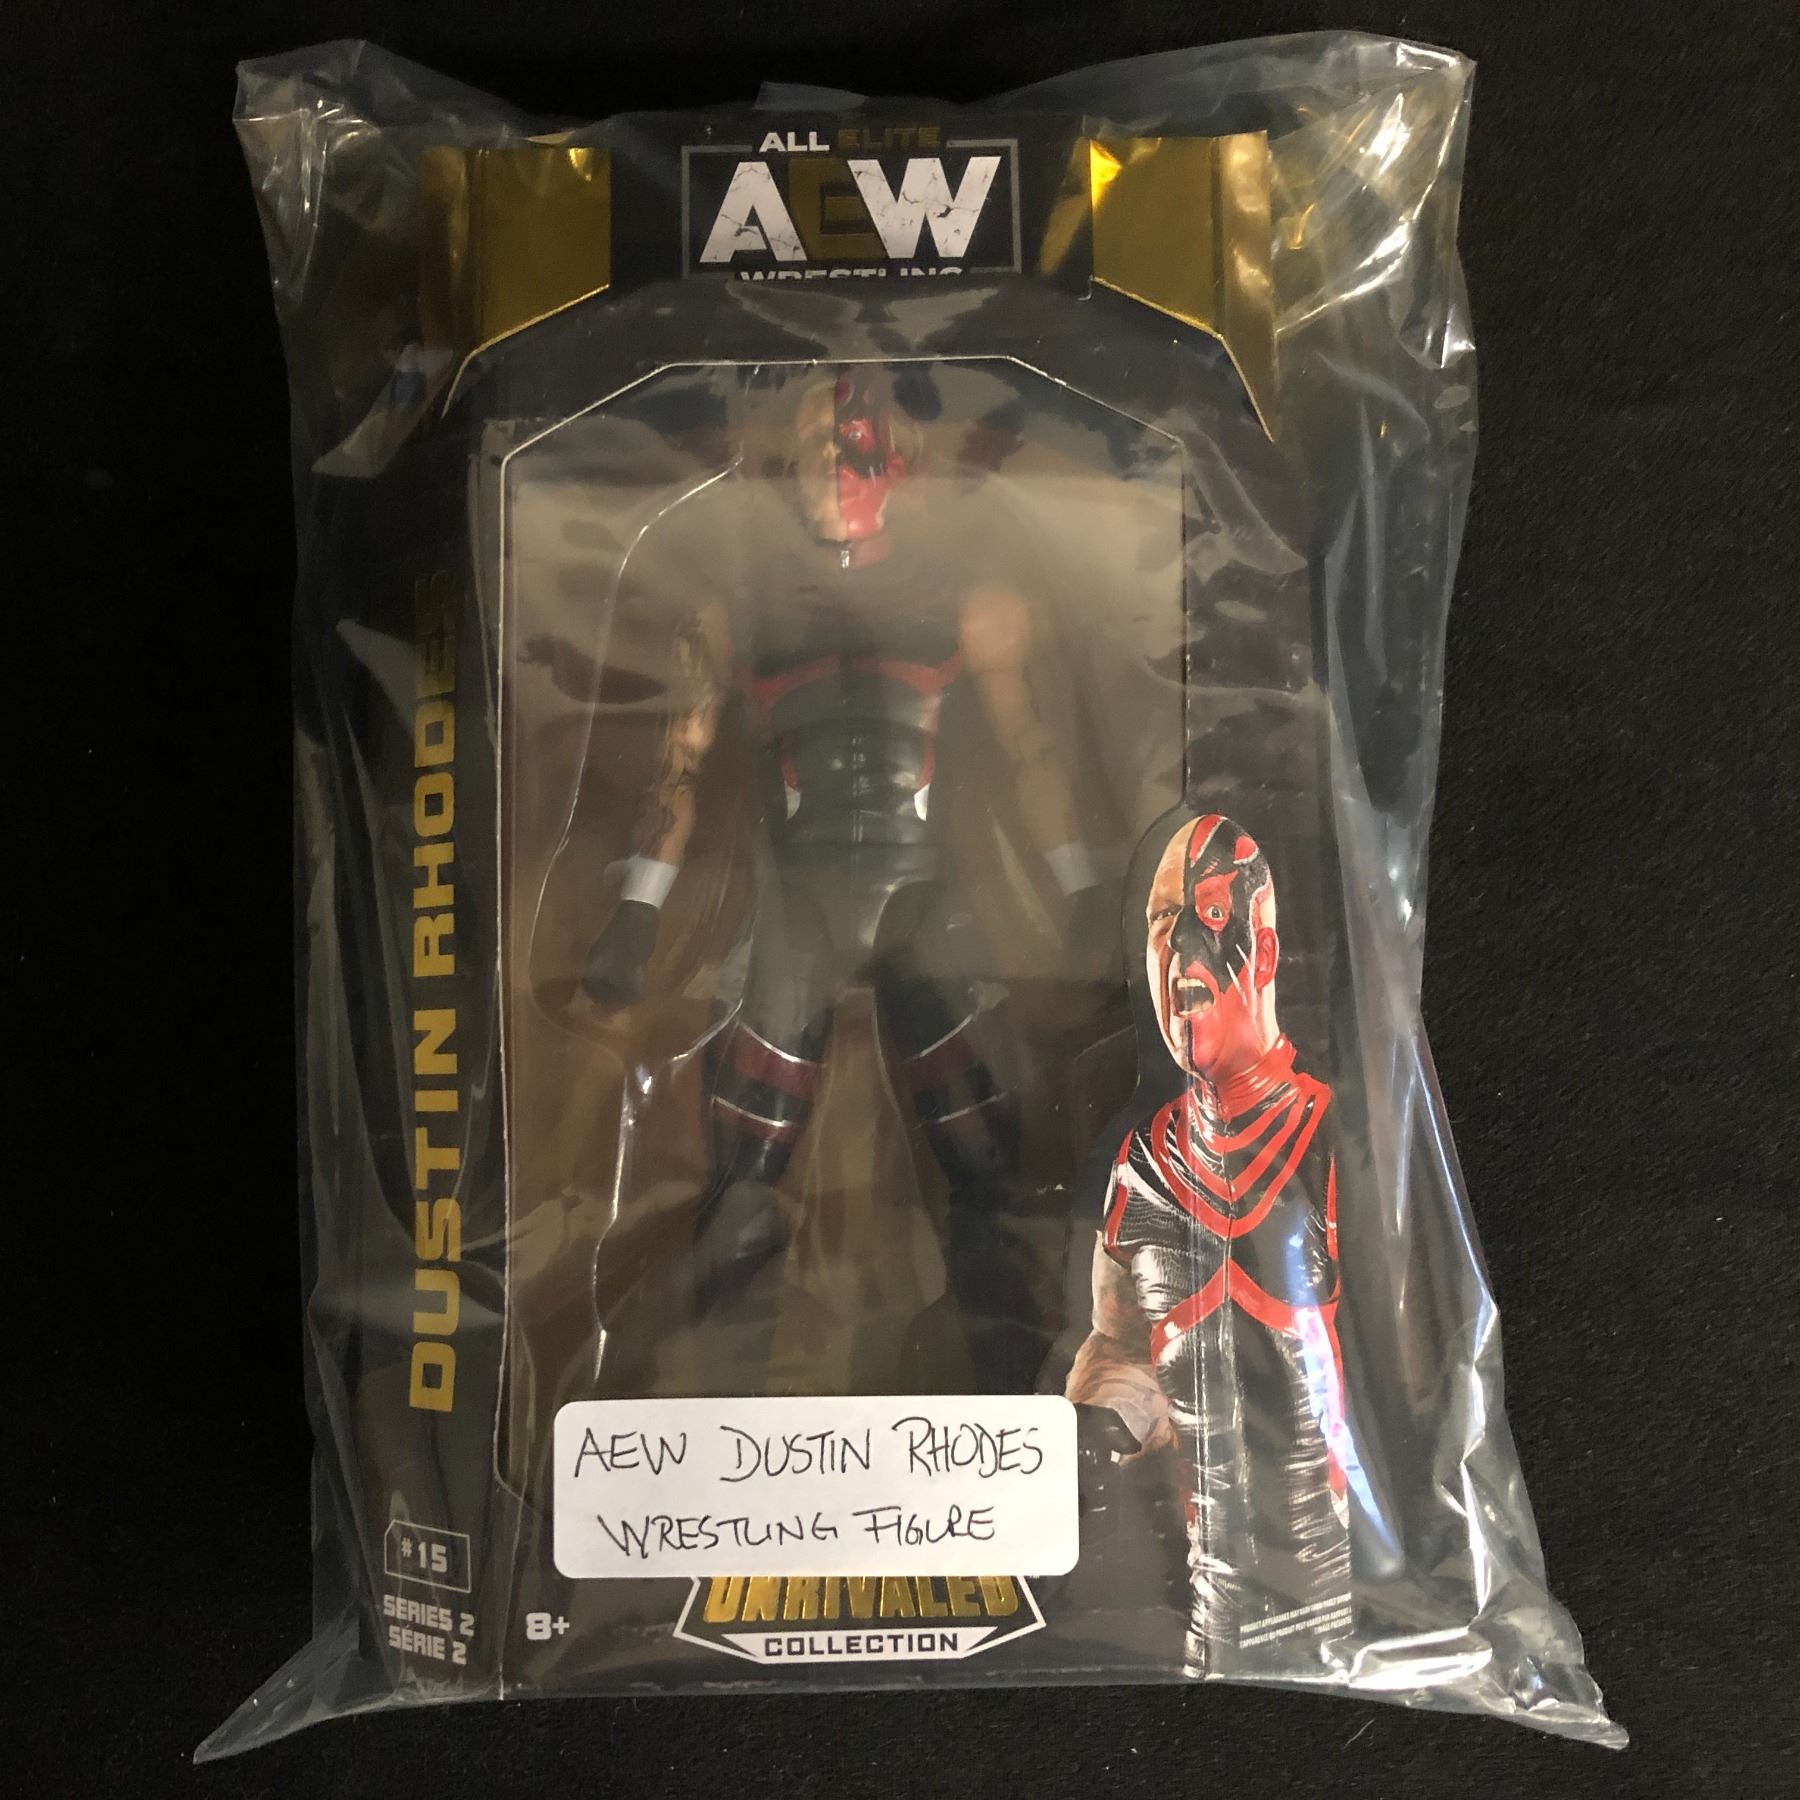 ALL ELITE
AEW
WRESTLING
DUSTIN RHODES
AEW DUSTIN RHODES
WRESTLING FIGURE
#15
SERIES 2
SÉRIE 2
8+
UNRIVALED
COLLECTION